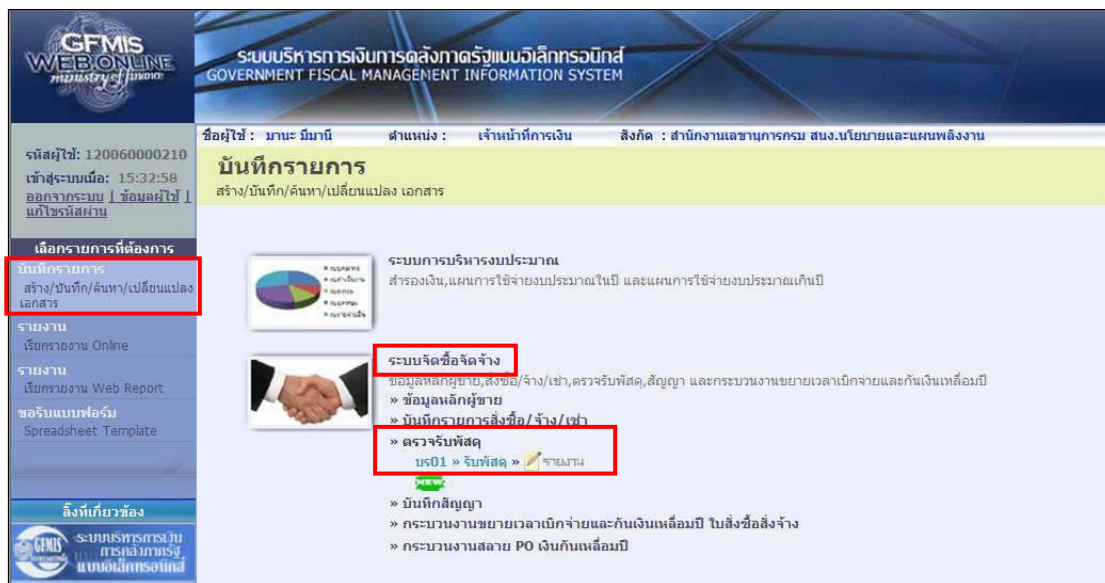 GFMIS
WEB ONLINE
ministry of finance
ระบบบริหารการเงินการคลังภาครัฐแบบอิเล็กทรอนิกส์
GOVERNMENT FISCAL MANAGEMENT INFORMATION SYSTEM
ชื่อผู้ใช้ : มานะ มีมานี ตำแหน่ง : เจ้าหน้าที่การเงิน สังกัด : สำนักงานเลขานุการกรม สนง.นโยบายและแผนพลังงาน
รหัสผู้ใช้: 120060000210
เข้าสู่ระบบเมื่อ: 15:32:58
ออกจากระบบ | ข้อมูลผู้ใช้ |
แก้ไขรหัสผ่าน
บันทึกรายการ
สร้าง/บันทึก/ค้นหา/เปลี่ยนแปลง เอกสาร
เลือกรายการที่ต้องการ
บันทึกรายการ
สร้าง/บันทึก/ค้นหา/เปลี่ยนแปลง
เอกสาร
รายงาน
เรียกรายงาน Online
รายงาน
เรียกรายงาน Web Report
ขอรับแบบฟอร์ม
Spreadsheet Template
ลิ้งที่เกี่ยวข้อง
GFMIS
ระบบบริหารการเงิน
การคลังภาครัฐ
แบบอิเล็กทรอนิกส์
ระบบการบริหารงบประมาณ
สำรองเงิน,แผนการใช้จ่ายงบประมาณในปี และแผนการใช้จ่ายงบประมาณเกินปี
ระบบจัดซื้อจัดจ้าง
ข้อมูลหลักผู้ขาย,สั่งซื้อ/จ้าง/เช่า,ตรวจรับพัสดุ,สัญญา และกระบวนงานขยายเวลาเบิกจ่ายและกันเงินเหลื่อมปี
» ข้อมูลหลักผู้ขาย
» บันทึกรายการสั่งซื้อ/จ้าง/เช่า
» ตรวจรับพัสดุ
บร01 » รับพัสดุ » รายงาน
NEW
» บันทึกสัญญา
» กระบวนงานขยายเวลาเบิกจ่ายและกันเงินเหลื่อมปี ใบสั่งซื้อสั่งจ้าง
» กระบวนงานสลาย PO เงินกันเหลื่อมปี